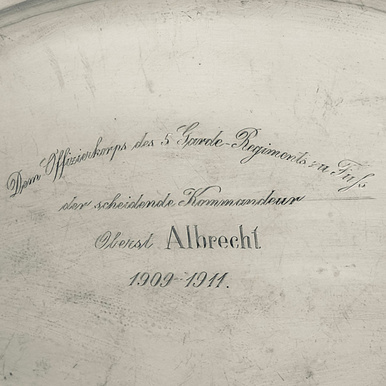 Dem Offizierkorps des 5 Garde-Regiments zu Fuß
der scheidende Kommandeur
Oberst Albrecht
1909-1911.